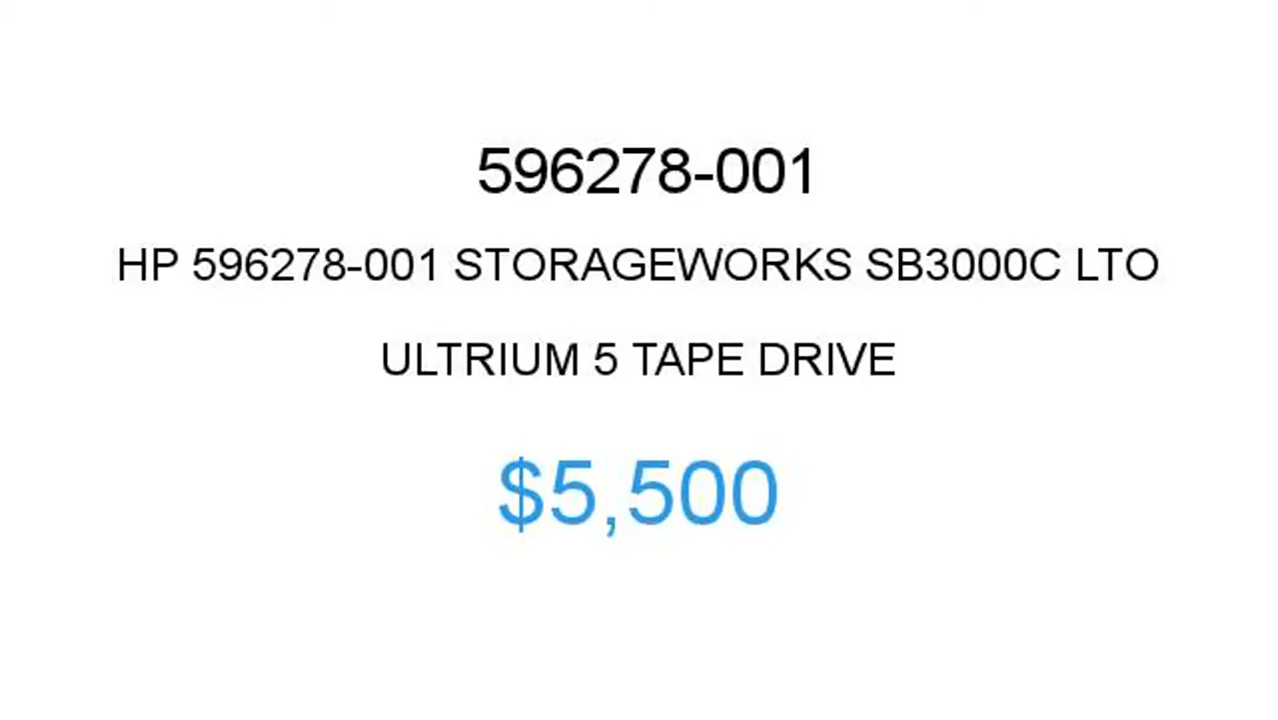 596278-001
HP 596278-001 STORAGEWORKS SB3000C LTO
ULTRIUM 5 TAPE DRIVE
$5,500